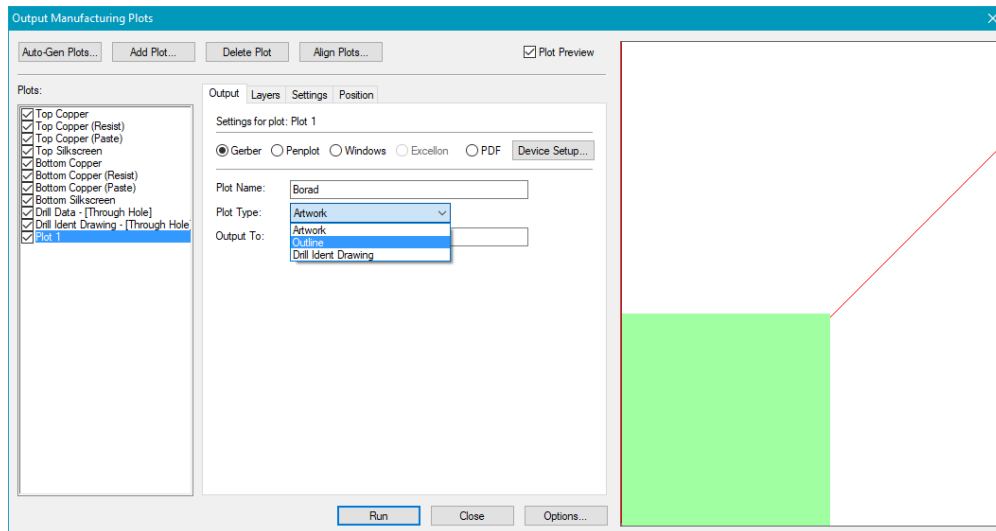 Output Manufacturing Plots
Auto-Gen Plots... Add Plot... Delete Plot Align Plots... Plot Preview
Plots:
Top Copper
Top Copper (Resist)
Top Copper (Paste)
Top Silkscreen
Bottom Copper
Bottom Copper (Resist)
Bottom Copper (Paste)
Bottom Silkscreen
Drill Data - [Through Hole]
Drill Ident Drawing - [Through Hole
Plot 1
Output Layers Settings Position
Settings for plot: Plot 1
Gerber Penplot Windows Excellon PDF Device Setup...
Plot Name: Borad
Plot Type: Artwork
Artwork
Output To:
Outline
Drill Ident Drawing
Run Close Options...